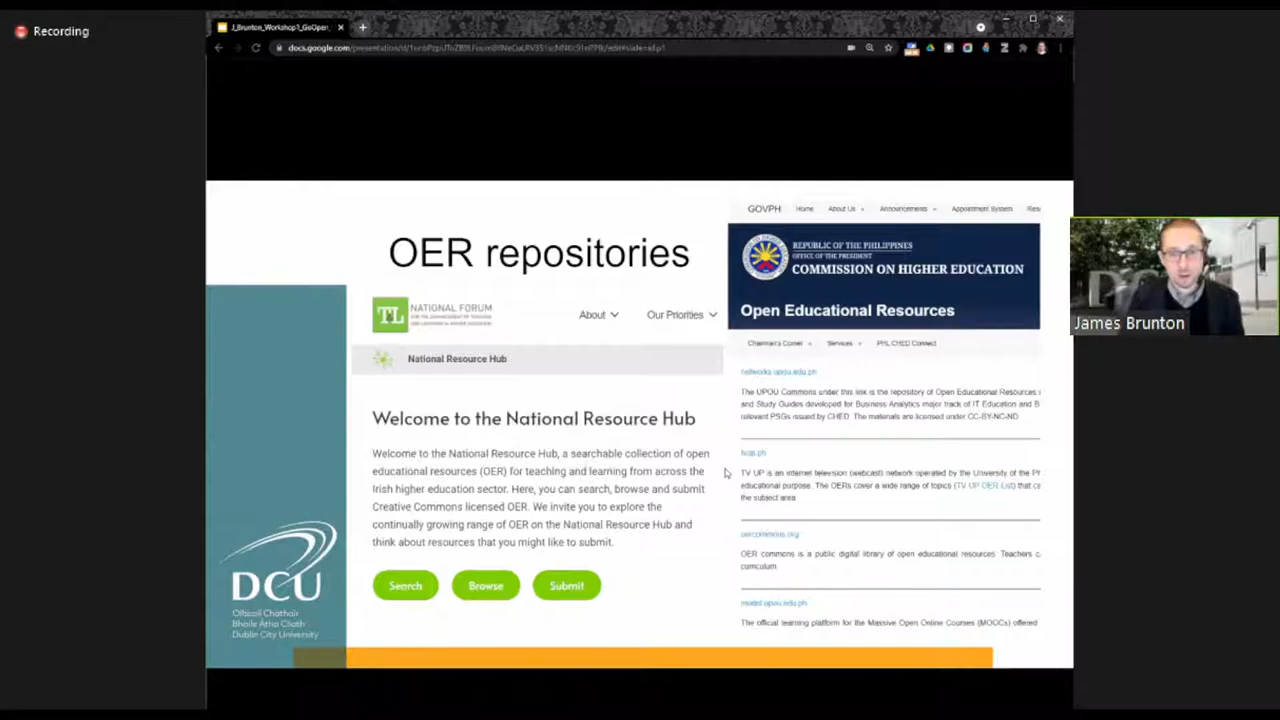 Recording
J_Brunton_Workshop1_GoOpen_
OER repositories
TL
NATIONAL FORUM
FOR THE ENHANCEMENT OF TEACHING
AND LEARNING IN HIGHER EDUCATION
About
Our Priorities
National Resource Hub
Welcome to the National Resource Hub
Welcome to the National Resource Hub, a searchable collection of open
educational resources (OER) for teaching and learning from across the
Irish higher education sector. Here, you can search, browse and submit
Creative Commons licensed OER. We invite you to explore the
continually growing range of OER on the National Resource Hub and
think about resources that you might like to submit.
Search
Browse
Submit
DCU
Ollscoil Chathair
Bhaile Átha Cliath
Dublin City University
GOVPH
Home
About Us
Announcements
Appointment System
Res
REPUBLIC OF THE PHILIPPINES
OFFICE OF THE PRESIDENT
COMMISSION ON HIGHER EDUCATION
Open Educational Resources
Chairman's Corner
Services
PHL CHED Connect
networks.upou.edu.ph
The UPOU Commons under this link is the repository of Open Educational Resources
and Study Guides developed for Business Analytics major track of IT Education and B
relevant PSGs issued by CHED. The materials are licensed under CC-BY-NC-ND
tvup.ph
TV UP is an internet television (webcast) network operated by the University of the Ph
educational purpose. The OERs cover a wide range of topics (TV UP OER List) that ca
the subject area
oercommons.org
OER commons is a public digital library of open educational resources. Teachers c
curriculum.
model.upou.edu.ph
The official learning platform for the Massive Open Online Courses (MOOCs) offered
James Brunton